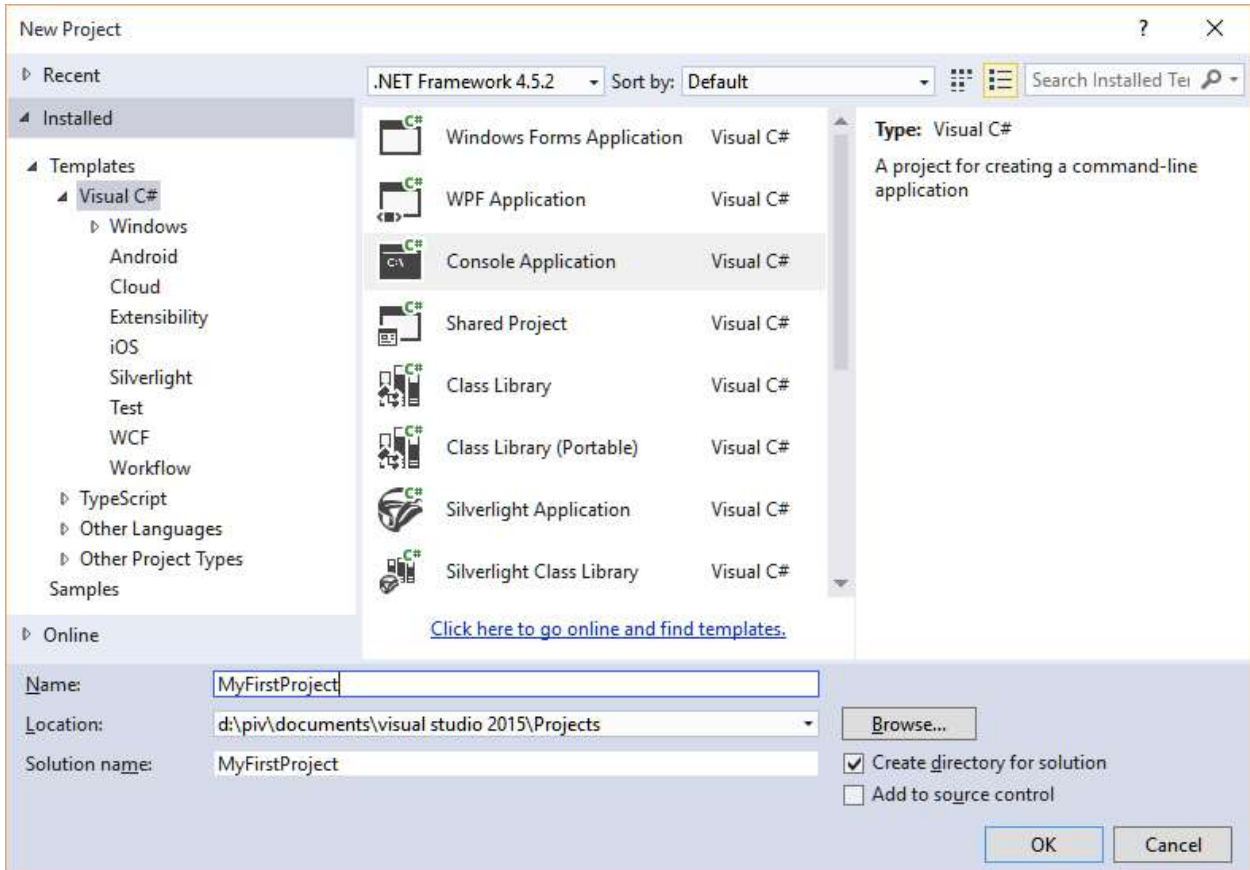 New Project
?
Recent
.NET Framework 4.5.2
Sort by: Default
Search Installed Te
Installed
Templates
Visual C#
Windows
Android
Cloud
Extensibility
iOS
Silverlight
Test
WCF
Workflow
TypeScript
Other Languages
Other Project Types
Samples
Online
C# Windows Forms Application Visual C#
C# WPF Application Visual C#
C# C:\ Console Application Visual C#
C# Shared Project Visual C#
C# Class Library Visual C#
C# Class Library (Portable) Visual C#
C# Silverlight Application Visual C#
C# Silverlight Class Library Visual C#
Click here to go online and find templates.
Type: Visual C#
A project for creating a command-line
application
Name: MyFirstProject
Location: d:\piv\documents\visual studio 2015\Projects
Browse...
Solution name: MyFirstProject
Create directory for solution
Add to source control
OK Cancel